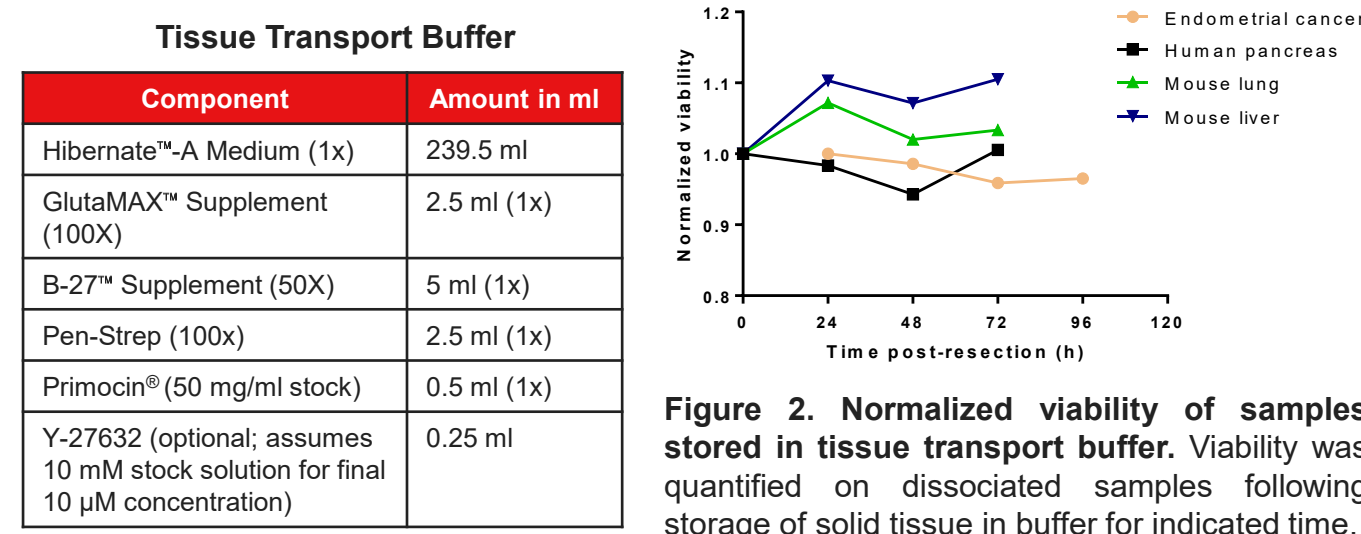 Tissue Transport Buffer
Component Amount in ml
Hibernate™-A Medium (1x) 239.5 ml
GlutaMAX™ Supplement 2.5 ml (1x)
(100X)
B-27™ Supplement (50X) 5 ml (1x)
Pen-Strep (100x) 2.5 ml (1x)
Primocin® (50 mg/ml stock) 0.5 ml (1x)
Y-27632 (optional; assumes 0.25 ml
10 mM stock solution for final
10 µM concentration)
Normalized viability
1.2
1.1
1.0
0.9
0.8
0 24 48 72 96 120
Time post-resection (h)
Endometrial cancer
Human pancreas
Mouse lung
Mouse liver
Figure 2. Normalized viability of samples
stored in tissue transport buffer. Viability was
quantified on dissociated samples following
storage of solid tissue in buffer for indicated time.